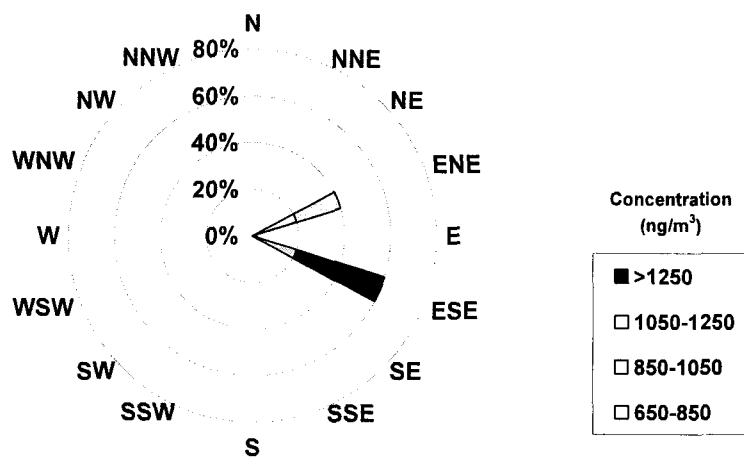 N
NNE
NE
ENE
E
ESE
SE
SSE
S
SSW
SW
WSW
W
WNW
NW
NNW
80%
60%
40%
20%
0%
Concentration
(ng/m³)
>1250
1050-1250
850-1050
650-850